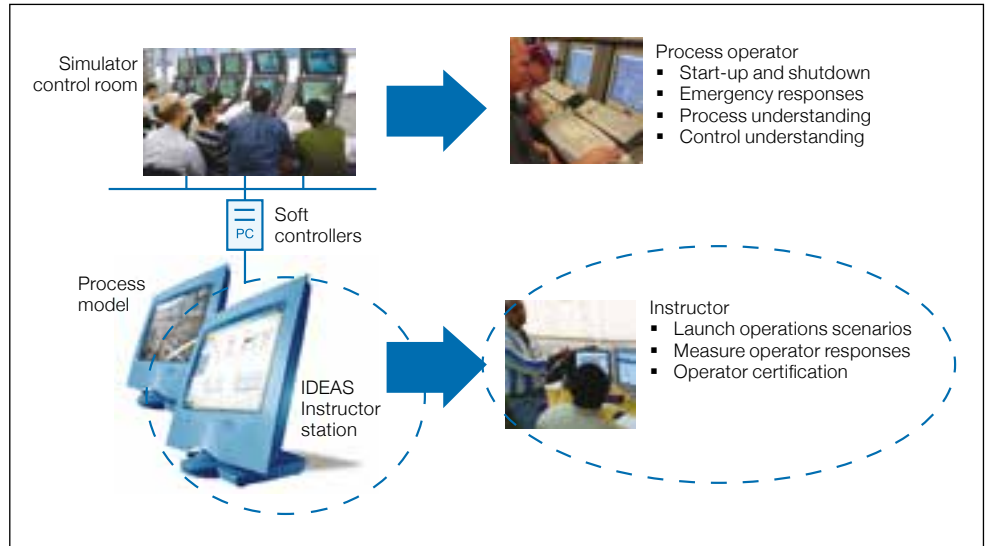 Simulator
control room
Process operator
▪ Start-up and shutdown
▪ Emergency responses
▪ Process understanding
▪ Control understanding
PC
Soft
controllers
Process
model
IDEAS
Instructor
station
Instructor
▪ Launch operations scenarios
▪ Measure operator responses
▪ Operator certification